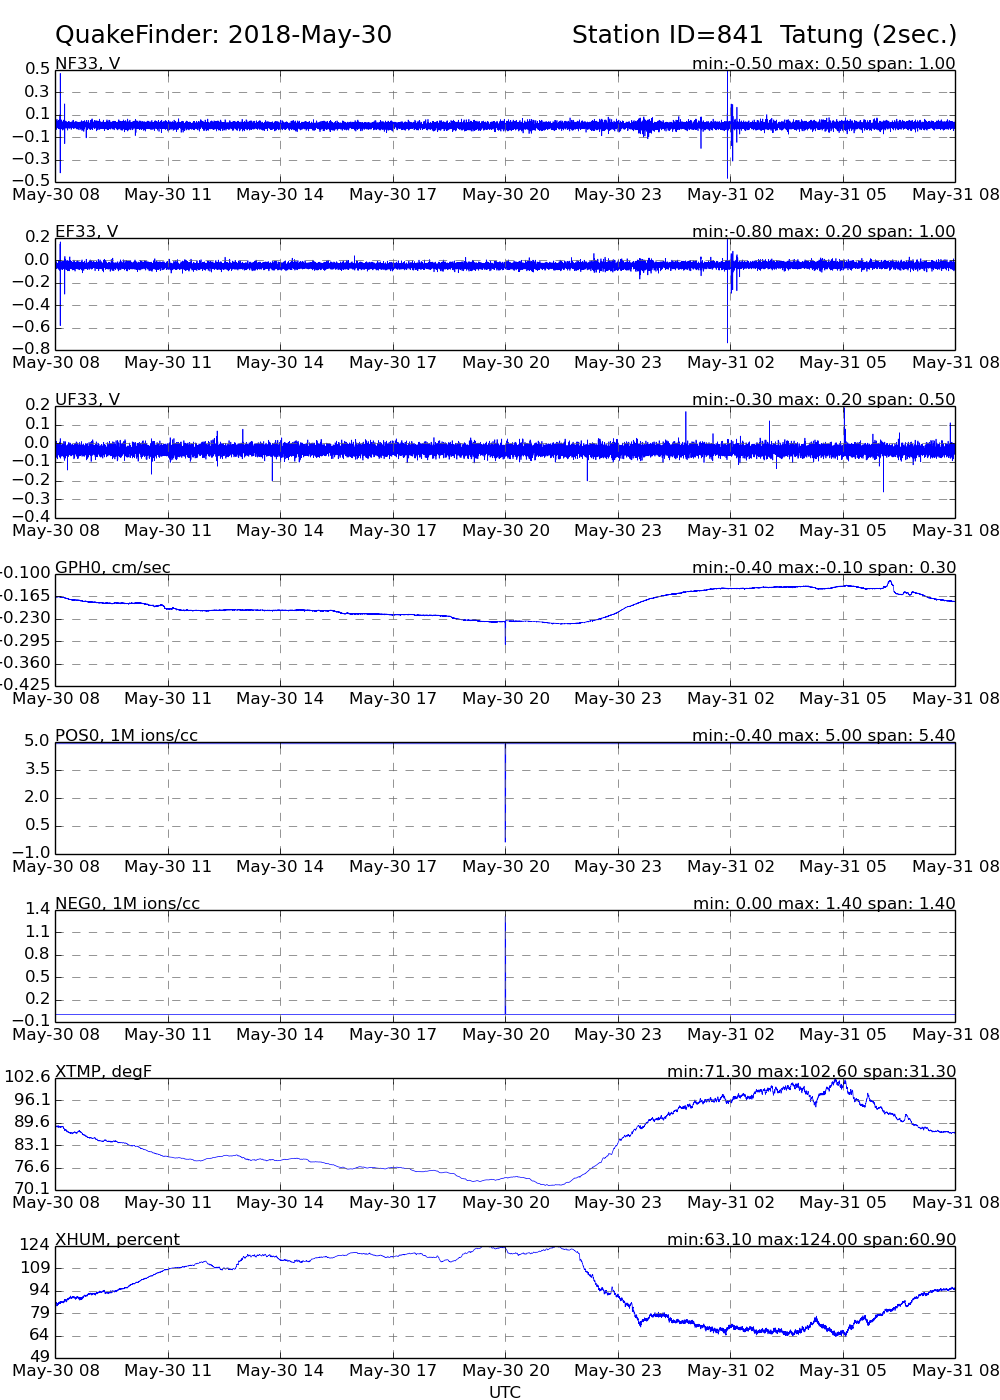 QuakeFinder: 2018-May-30 Station ID=841 Tatung (2sec.)
NF33, V min:-0.50 max: 0.50 span: 1.00
0.5
0.3
0.1
−0.1
−0.3
−0.5
May-30 08 May-30 11 May-30 14 May-30 17 May-30 20 May-30 23 May-31 02 May-31 05 May-31 08
EF33, V min:-0.80 max: 0.20 span: 1.00
0.2
0.0
−0.2
−0.4
−0.6
−0.8
May-30 08 May-30 11 May-30 14 May-30 17 May-30 20 May-30 23 May-31 02 May-31 05 May-31 08
UF33, V min:-0.30 max: 0.20 span: 0.50
0.2
0.1
0.0
−0.1
−0.2
−0.3
−0.4
May-30 08 May-30 11 May-30 14 May-30 17 May-30 20 May-30 23 May-31 02 May-31 05 May-31 08
GPH0, cm/sec min:-0.40 max:-0.10 span: 0.30
−0.100
−0.165
−0.230
−0.295
−0.360
−0.425
May-30 08 May-30 11 May-30 14 May-30 17 May-30 20 May-30 23 May-31 02 May-31 05 May-31 08
POS0, 1M ions/cc min:-0.40 max: 5.00 span: 5.40
5.0
3.5
2.0
0.5
−1.0
May-30 08 May-30 11 May-30 14 May-30 17 May-30 20 May-30 23 May-31 02 May-31 05 May-31 08
NEG0, 1M ions/cc min: 0.00 max: 1.40 span: 1.40
1.4
1.1
0.8
0.5
0.2
−0.1
May-30 08 May-30 11 May-30 14 May-30 17 May-30 20 May-30 23 May-31 02 May-31 05 May-31 08
XTMP, degF min:71.30 max:102.60 span:31.30
102.6
96.1
89.6
83.1
76.6
70.1
May-30 08 May-30 11 May-30 14 May-30 17 May-30 20 May-30 23 May-31 02 May-31 05 May-31 08
XHUM, percent min:63.10 max:124.00 span:60.90
124
109
94
79
64
49
May-30 08 May-30 11 May-30 14 May-30 17 May-30 20 May-30 23 May-31 02 May-31 05 May-31 08
UTC